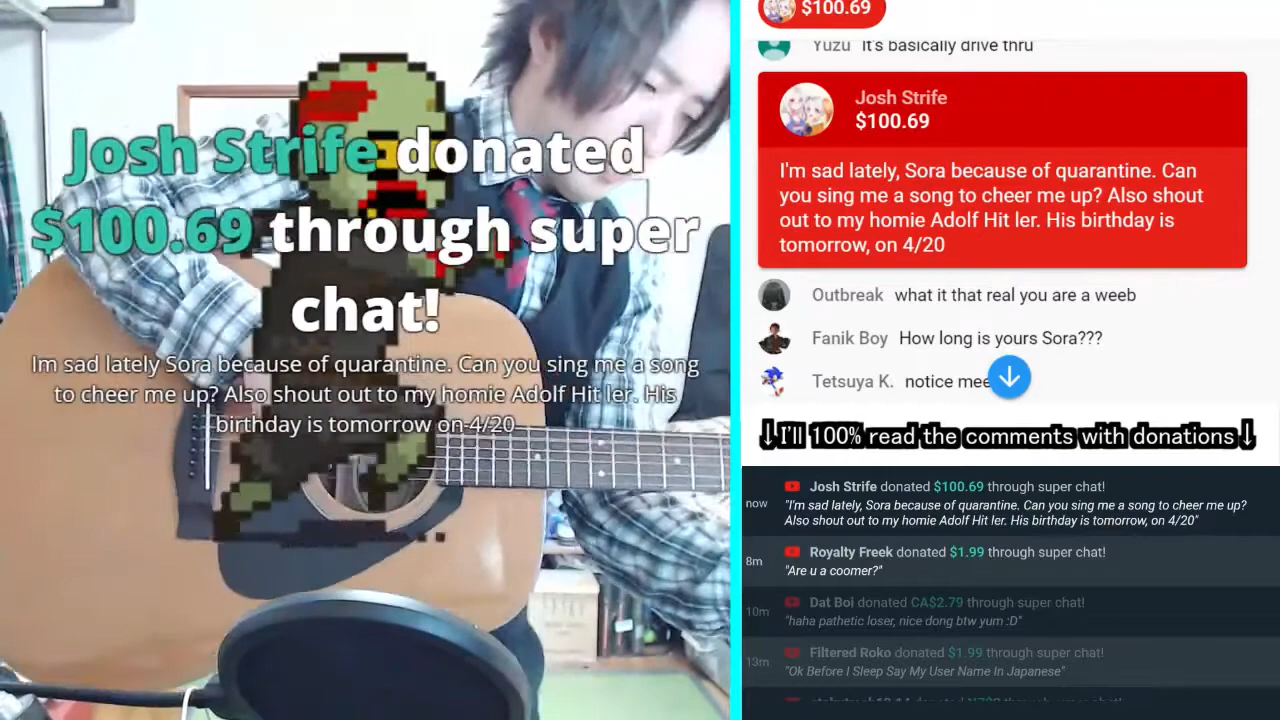 Josh Strife donated
$100.69 through super
chat!
Im sad lately Sora because of quarantine. Can you sing me a song
to cheer me up? Also shout out to my homie Adolf Hit ler. His
birthday is tomorrow on 4/20
$100.69
Yuzu It's basically drive thru
Josh Strife
$100.69
I'm sad lately, Sora because of quarantine. Can
you sing me a song to cheer me up? Also shout
out to my homie Adolf Hit ler. His birthday is
tomorrow, on 4/20
Outbreak what it that real you are a weeb
Fanik Boy How long is yours Sora???
Tetsuya K. notice mee
↓I'll 100% read the comments with donations↓
now
Josh Strife donated $100.69 through super chat!
"I'm sad lately, Sora because of quarantine. Can you sing me a song to cheer me up?
Also shout out to my homie Adolf Hit ler. His birthday is tomorrow, on 4/20"
8m
Royalty Freek donated $1.99 through super chat!
"Are u a coomer?"
10m
Dat Boi donated CA$2.79 through super chat!
"haha pathetic loser, nice dong btw yum :D"
13m
Filtered Roko donated $1.99 through super chat!
"Ok Before I Sleep Say My User Name In Japanese"